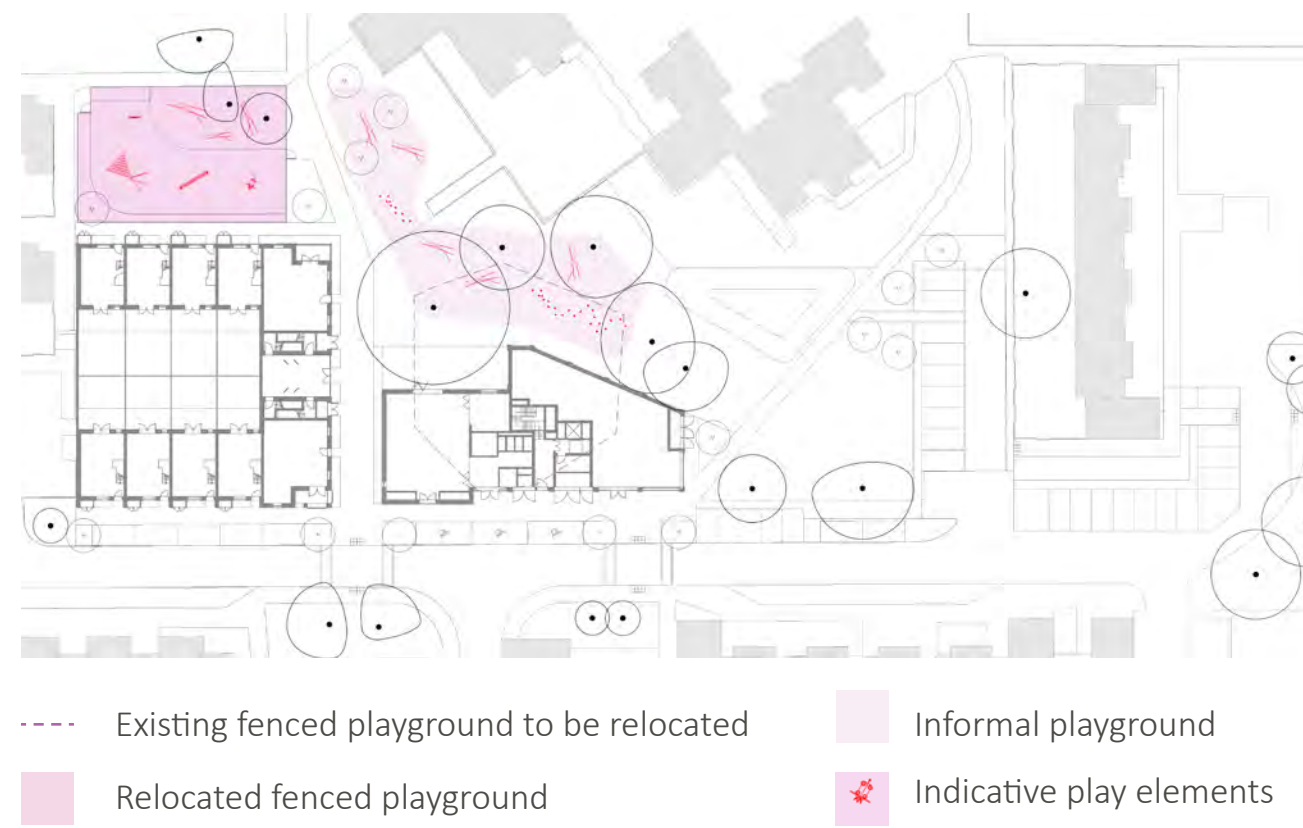 Existing fenced playground to be relocated
Relocated fenced playground
Informal playground
Indicative play elements